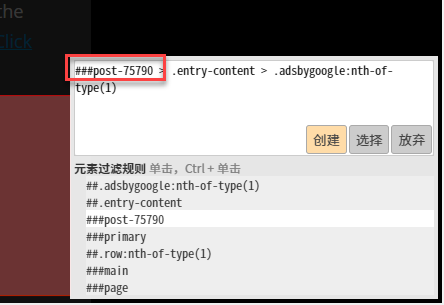 the
Click
###post-75790 > .entry-content > .adsbygoogle:nth-of-
type(1)
创建 选择 放弃
元素过滤规则 单击，Ctrl + 单击
##.adsbygoogle:nth-of-type(1)
##.entry-content
###post-75790
###primary
##.row:nth-of-type(1)
###main
###page